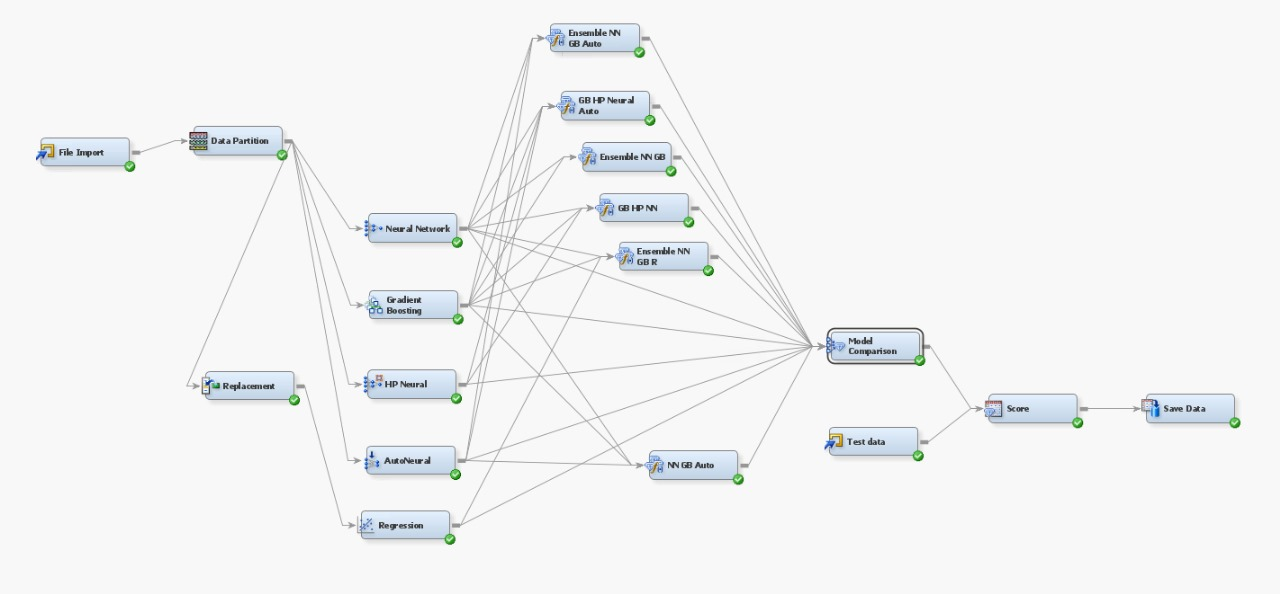 Ensemble NN
GB Auto
GB HP Neural
Auto
File Import
Data Partition
Ensemble NN GB
GB HP NN
Neural Network
Ensemble NN
GB R
Gradient
Boosting
Model
Comparison
Replacement
HP Neural
Score
Save Data
Test data
AutoNeural
NN GB Auto
Regression